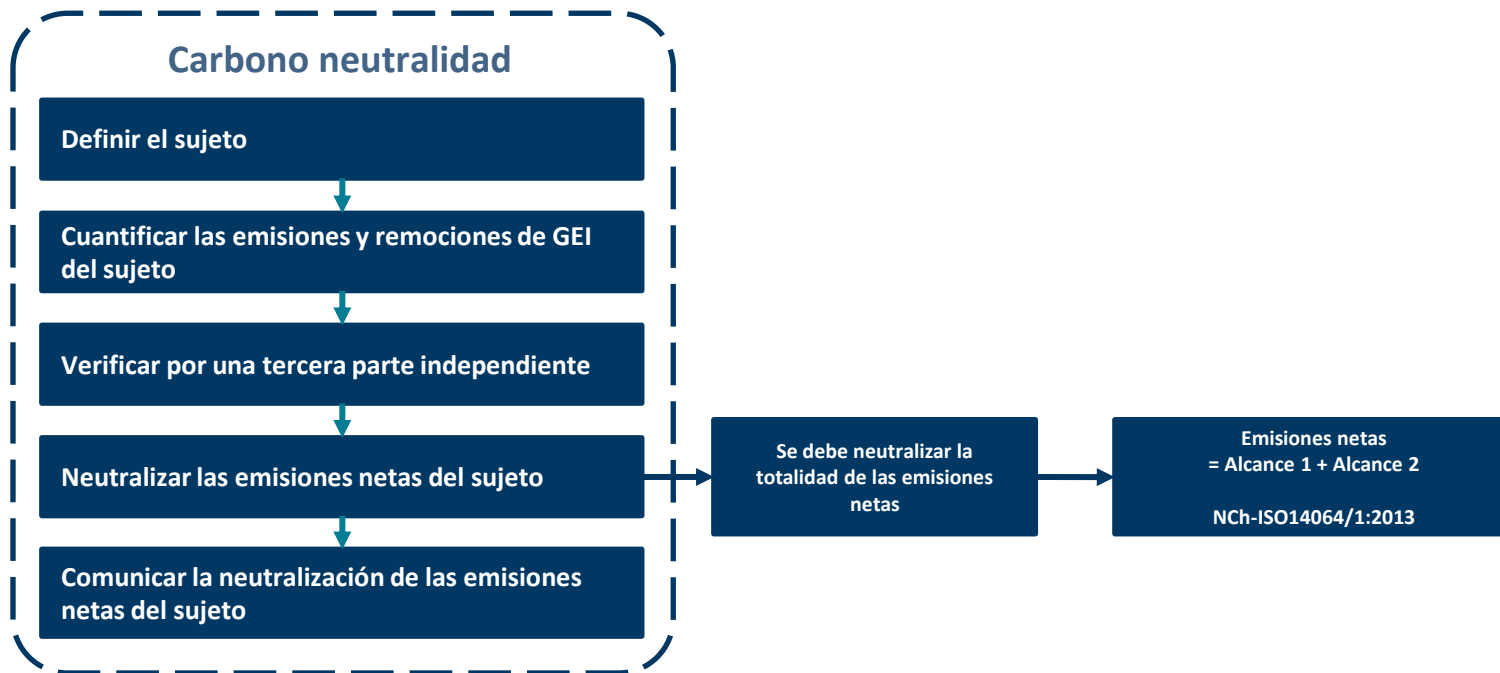 Carbono neutralidad
Definir el sujeto
Cuantificar las emisiones y remociones de GEI
del sujeto
Verificar por una tercera parte independiente
Neutralizar las emisiones netas del sujeto
Comunicar la neutralización de las emisiones
netas del sujeto
Se debe neutralizar la
totalidad de las emisiones
netas
Emisiones netas
= Alcance 1 + Alcance 2
NCh-ISO14064/1:2013